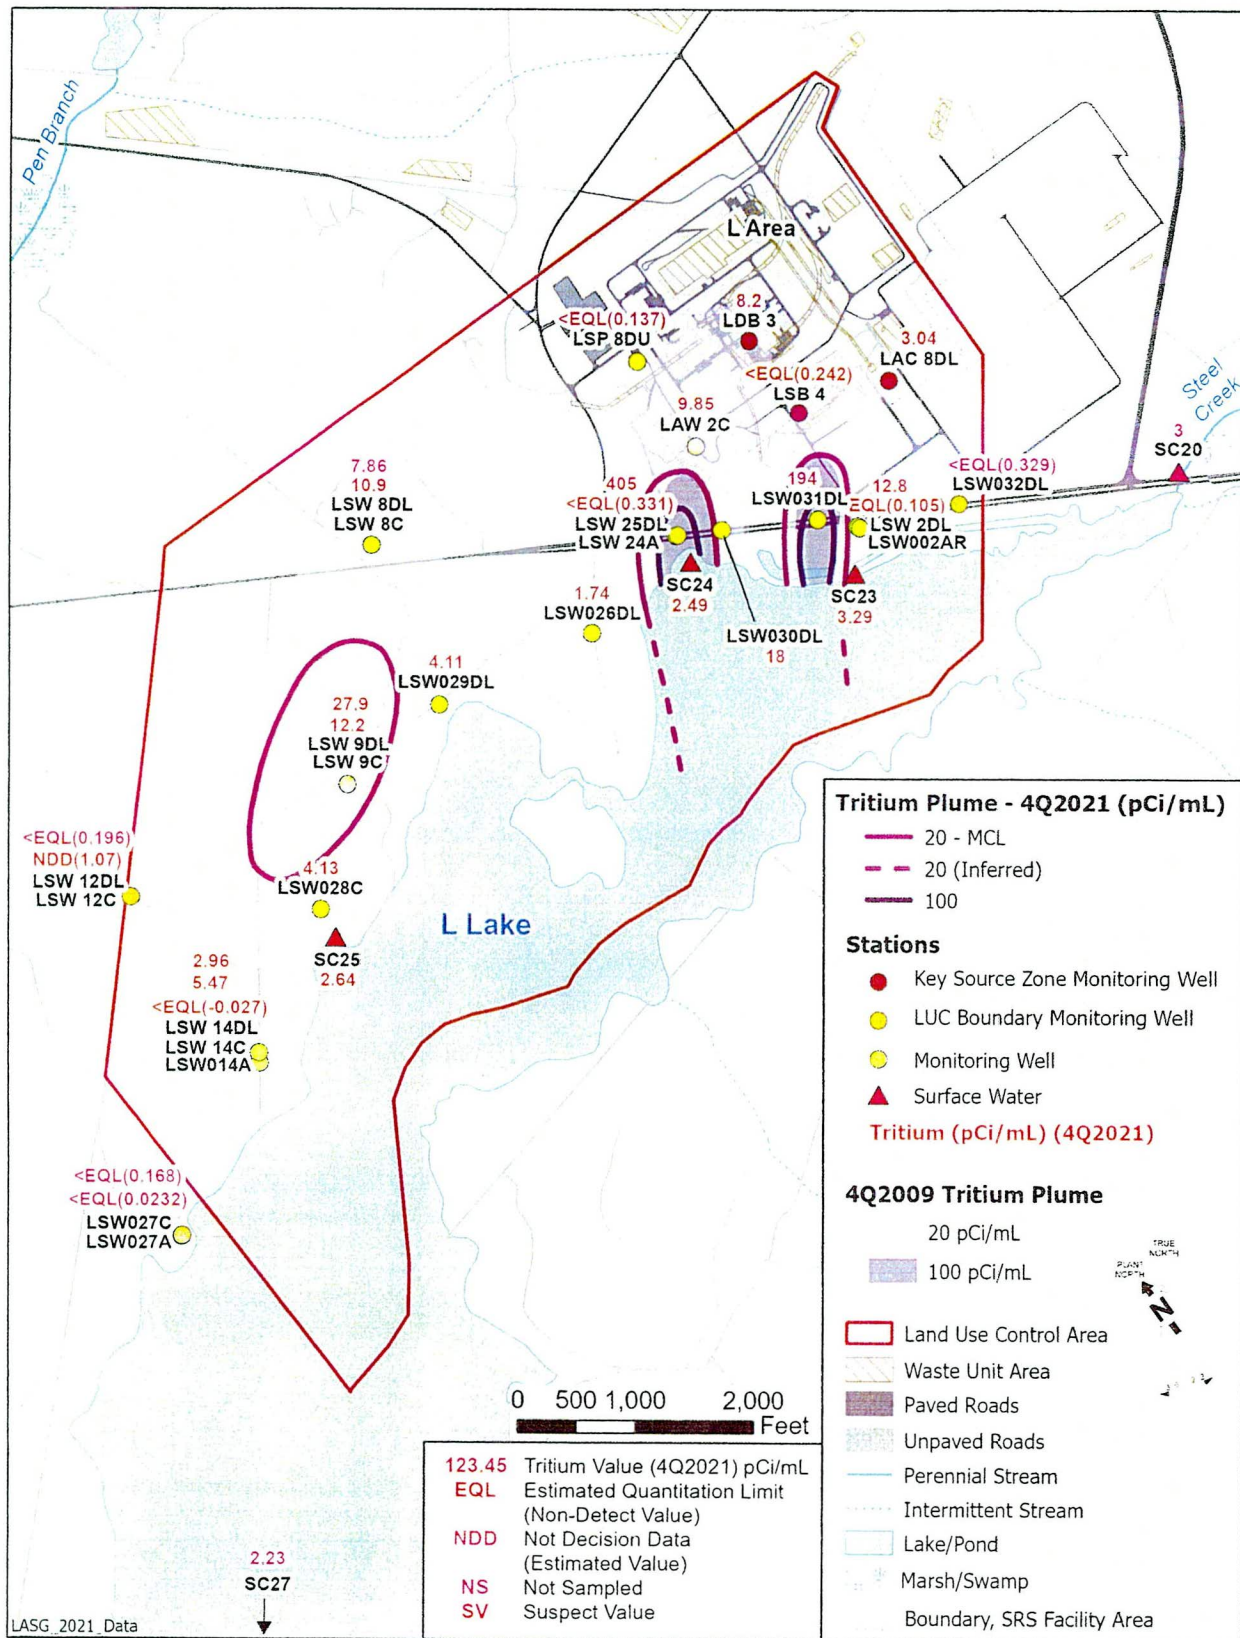 Pen Branch
L Area
<EQL(0.137)
LSP 8DU
8.2
LDB 3
3.04
LAC 8DL
<EQL(0.242)
LSB 4
9.85
LAW 2C
Steel
Creek
3
SC20
<EQL(0.329)
LSW032DL
7.86
10.9
LSW 8DL
LSW 8C
405
<EQL(0.331)
LSW 25DL
LSW 24A
194
LSW031DL
12.8
<EQL(0.105)
LSW 2DL
LSW002AR
SC24
2.49
SC23
3.29
LSW030DL
18
1.74
LSW026DL
4.11
LSW029DL
27.9
12.2
LSW 9DL
LSW 9C
<EQL(0.196)
NDD(1.07)
LSW 12DL
LSW 12C
4.13
LSW028C
SC25
2.64
L Lake
2.96
5.47
<EQL(-0.027)
LSW 14DL
LSW 14C
LSW014A
<EQL(0.168)
<EQL(0.0232)
LSW027C
LSW027A
2.23
SC27
LASG_2021_Data
0 500 1,000 2,000
Feet
123.45 Tritium Value (4Q2021) pCi/mL
EQL Estimated Quantitation Limit
(Non-Detect Value)
NDD Not Decision Data
(Estimated Value)
NS Not Sampled
SV Suspect Value
Tritium Plume - 4Q2021 (pCi/mL)
20 - MCL
20 (Inferred)
100
Stations
Key Source Zone Monitoring Well
LUC Boundary Monitoring Well
Monitoring Well
Surface Water
Tritium (pCi/mL) (4Q2021)
4Q2009 Tritium Plume
20 pCi/mL
100 pCi/mL
TRUE
NORTH
PLANT
NORTH
N
Land Use Control Area
Waste Unit Area
Paved Roads
Unpaved Roads
Perennial Stream
Intermittent Stream
Lake/Pond
Marsh/Swamp
Boundary, SRS Facility Area